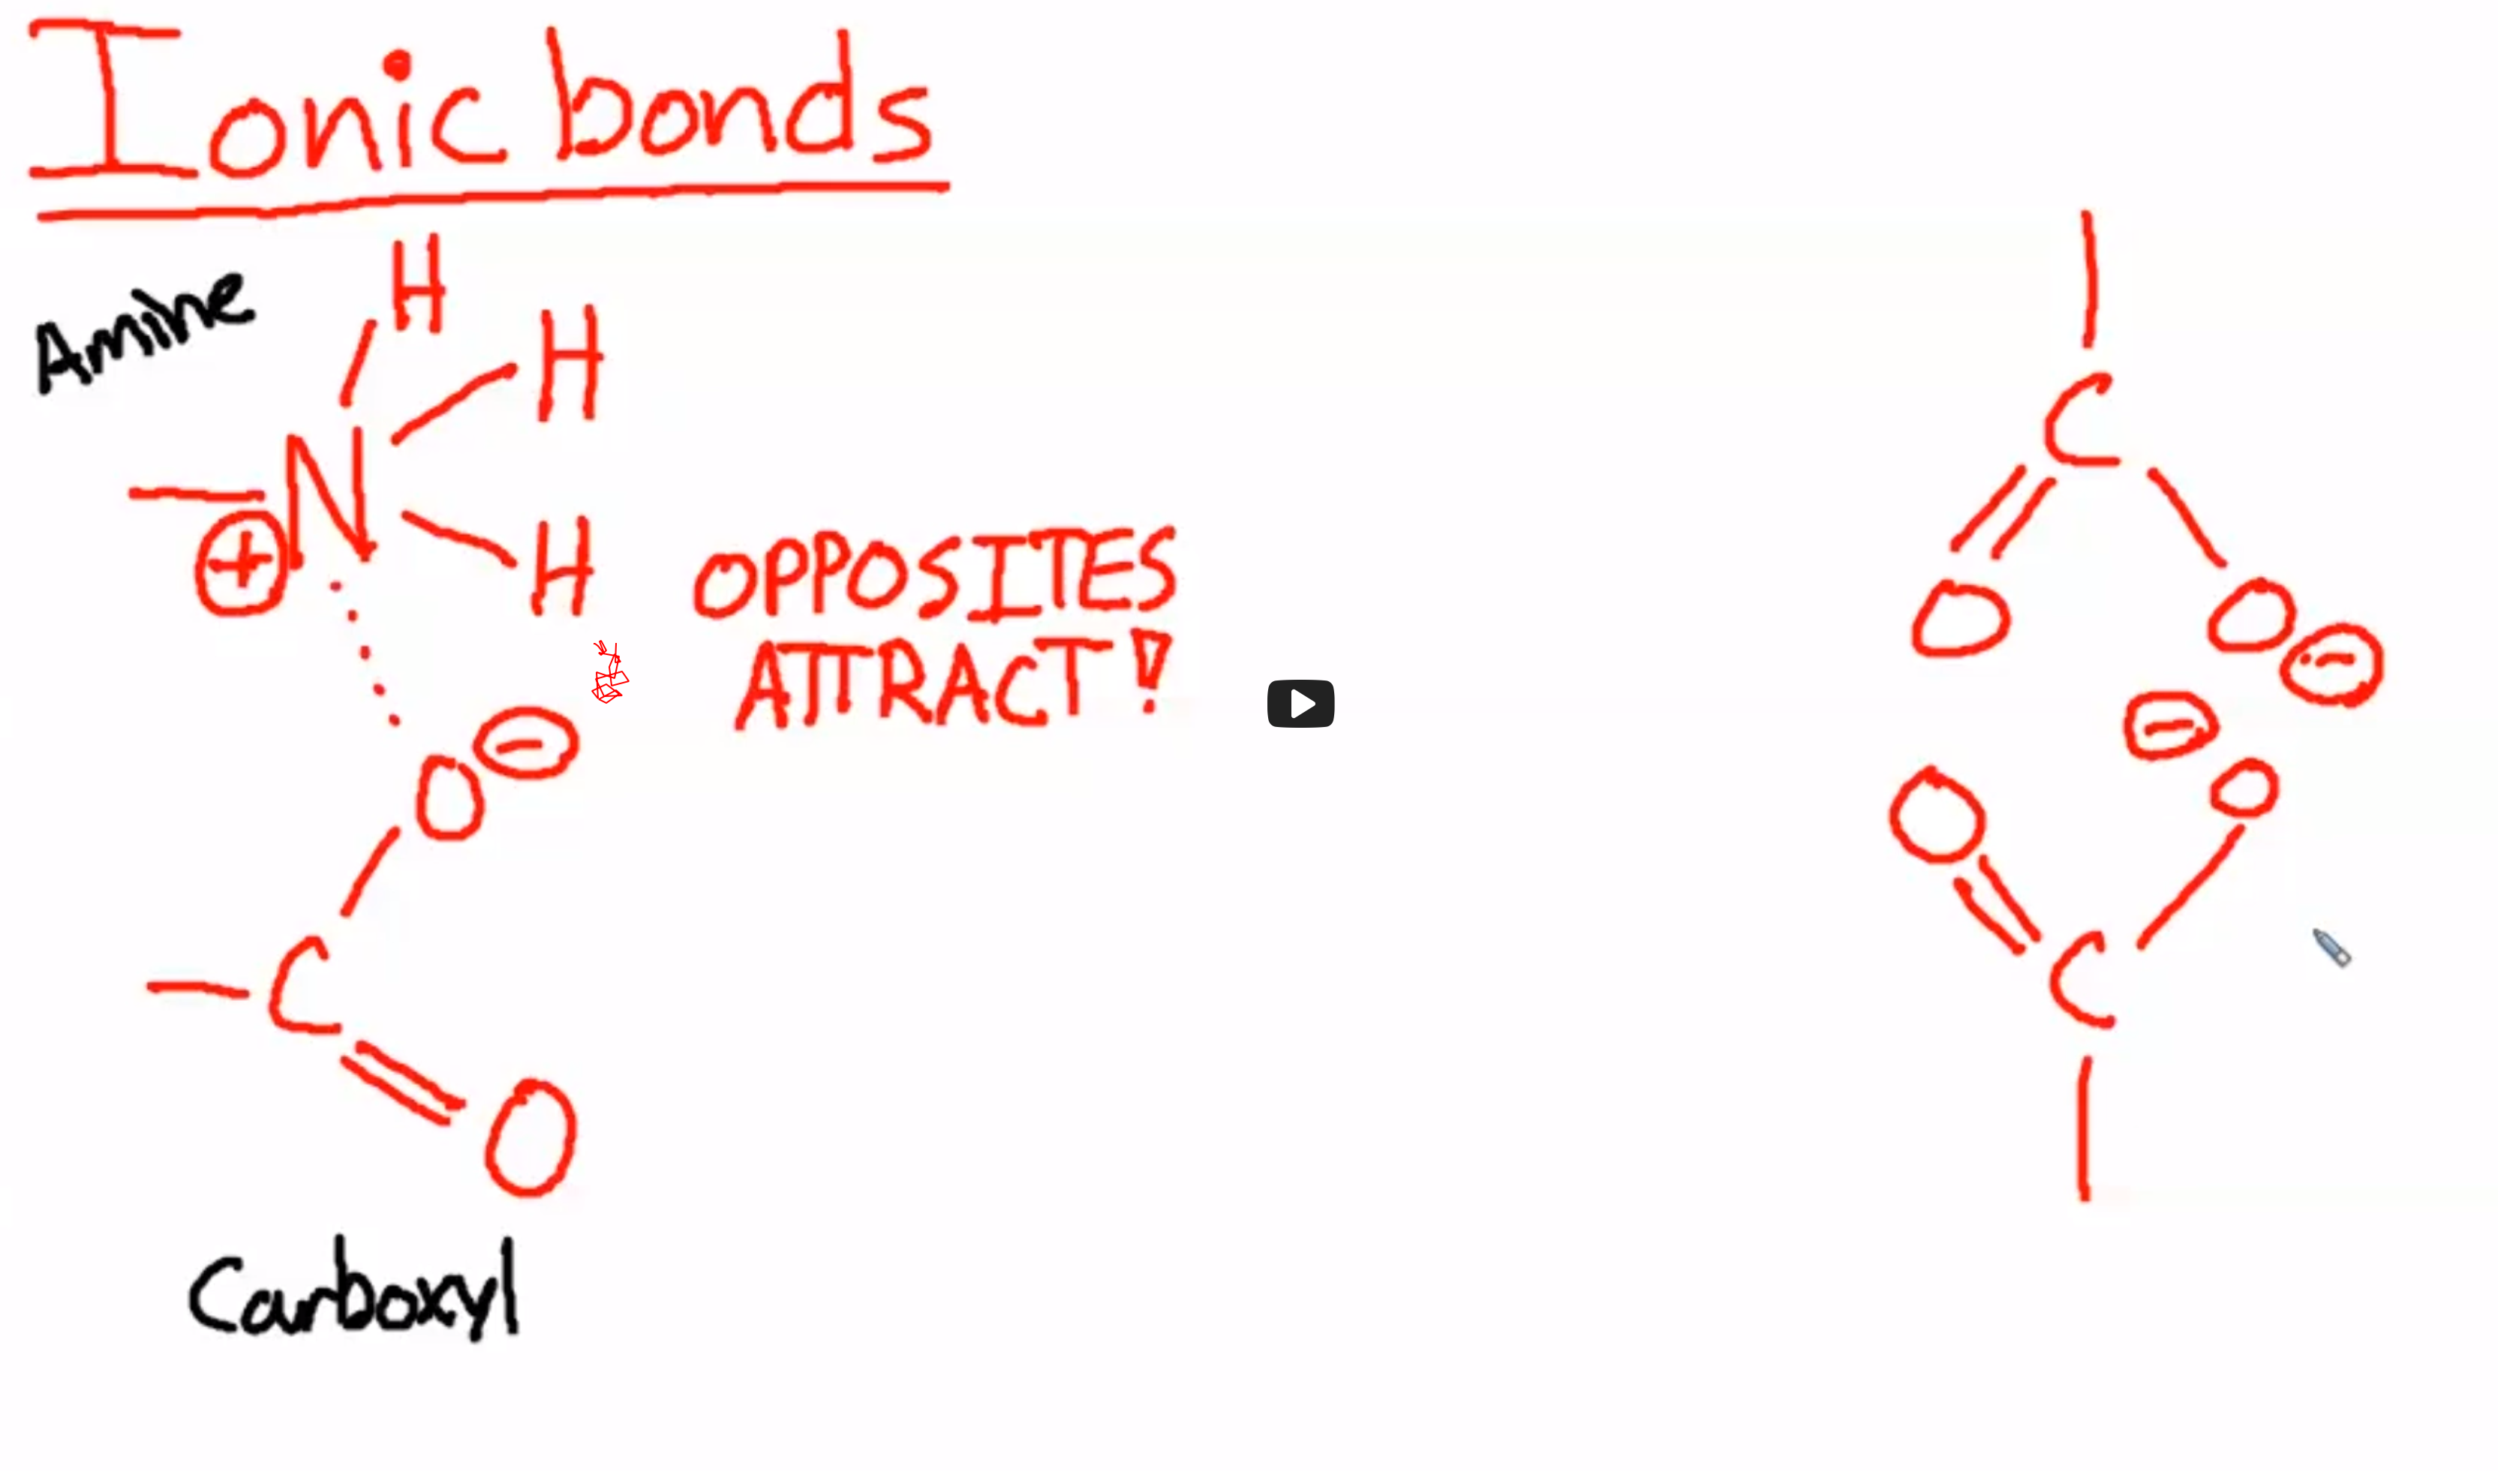 Ionic bonds
Amine
H
H
N
+
H
OPPOSITES
ATTRACT!
O
-
C
O
Carboxyl
C
O
O
-
-
O
O
C